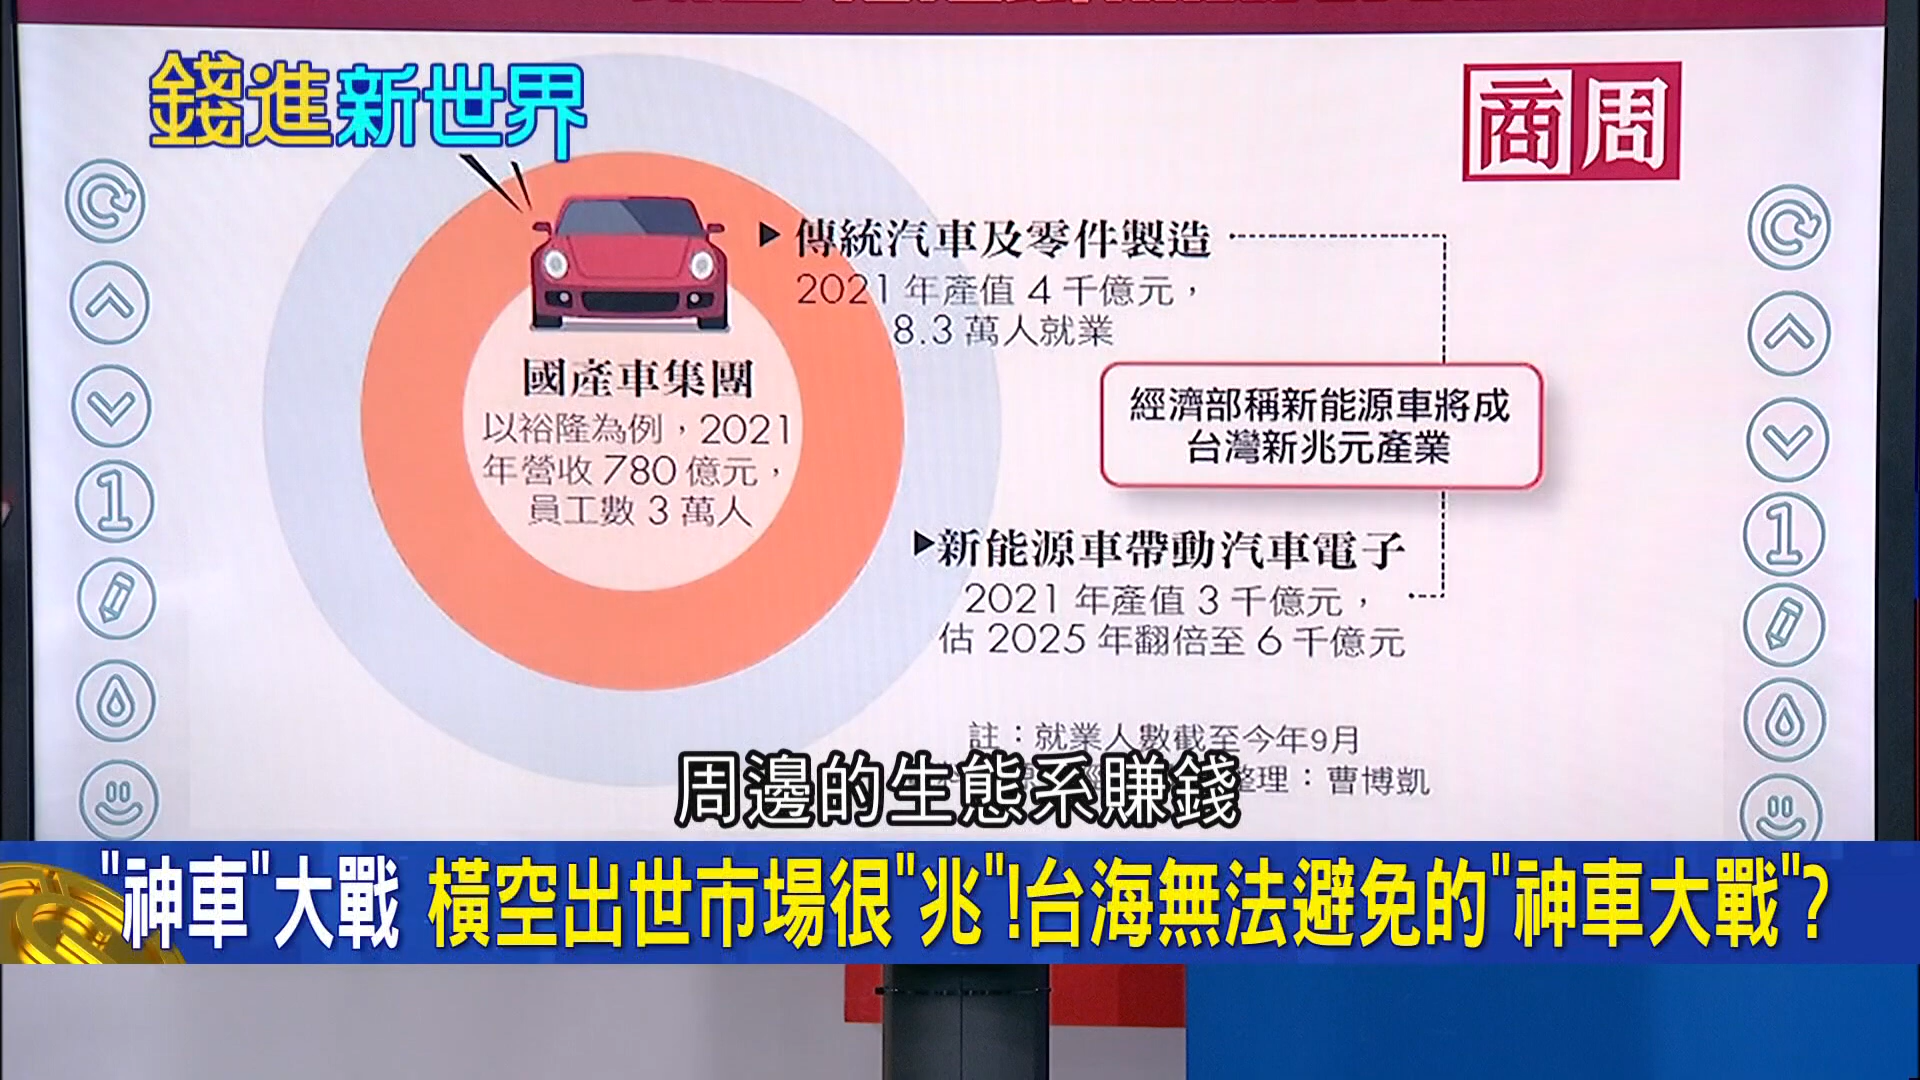 錢進新世界
商周
傳統汽車及零件製造
2021 年產值 4 千億元，
8.3 萬人就業
國產車集團
以裕隆為例，2021
年營收 780 億元，
員工數 3 萬人
經濟部稱新能源車將成
台灣新兆元產業
新能源車帶動汽車電子
2021 年產值 3 千億元，
估 2025 年翻倍至 6 千億元
1
1
註：就業人數截至今年9月
整理：曹博凱
周邊的生態系賺錢
"神車"大戰 橫空出世市場很"兆"!台海無法避免的"神車大戰"?